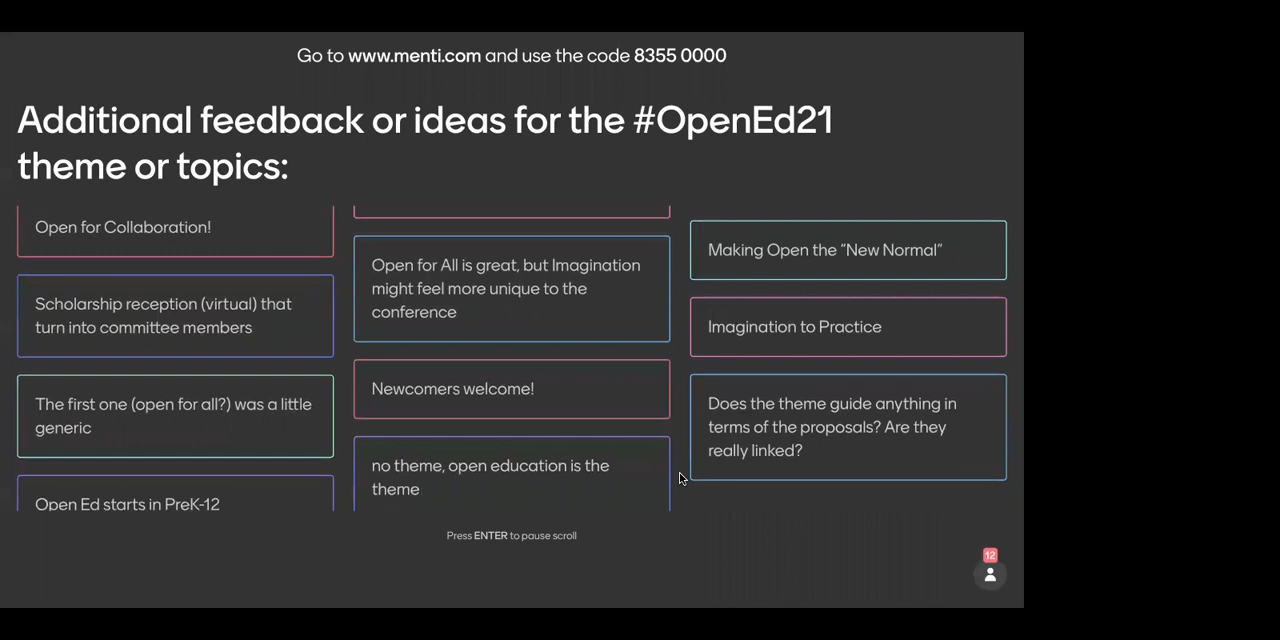 Go to www.menti.com and use the code 8355 0000
Additional feedback or ideas for the #OpenEd21
theme or topics:
Open for Collaboration!
Scholarship reception (virtual) that
turn into committee members
The first one (open for all?) was a little
generic
Open Ed starts in PreK-12
Open for All is great, but Imagination
might feel more unique to the
conference
Newcomers welcome!
no theme, open education is the
theme
Making Open the “New Normal”
Imagination to Practice
Does the theme guide anything in
terms of the proposals? Are they
really linked?
Press ENTER to pause scroll
12